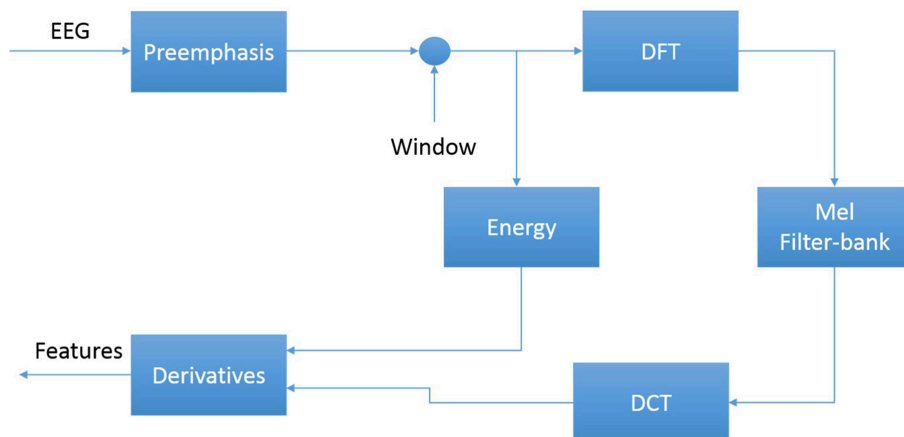 EEG
Preemphasis
DFT
Window
Energy
Mel
Filter-bank
Features
Derivatives
DCT